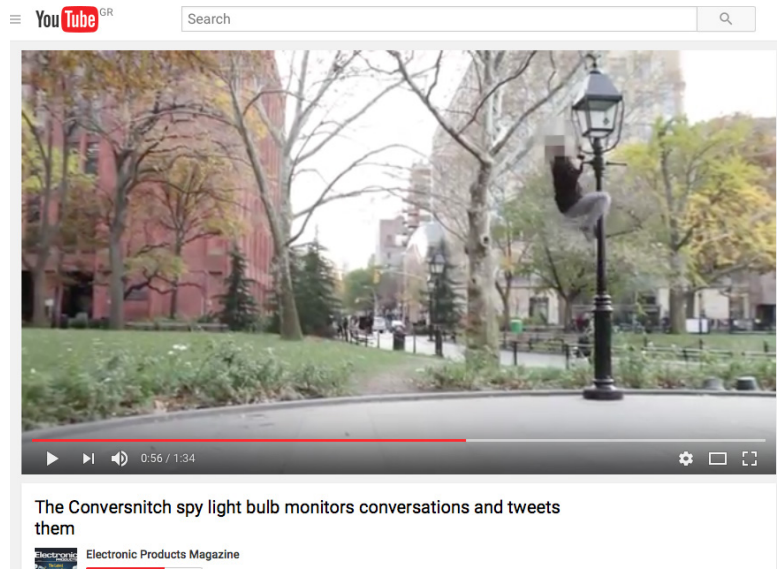 YouTube GR
Search
0:56 / 1:34
The Conversnitch spy light bulb monitors conversations and tweets
them
Electronic
Electronic Products Magazine